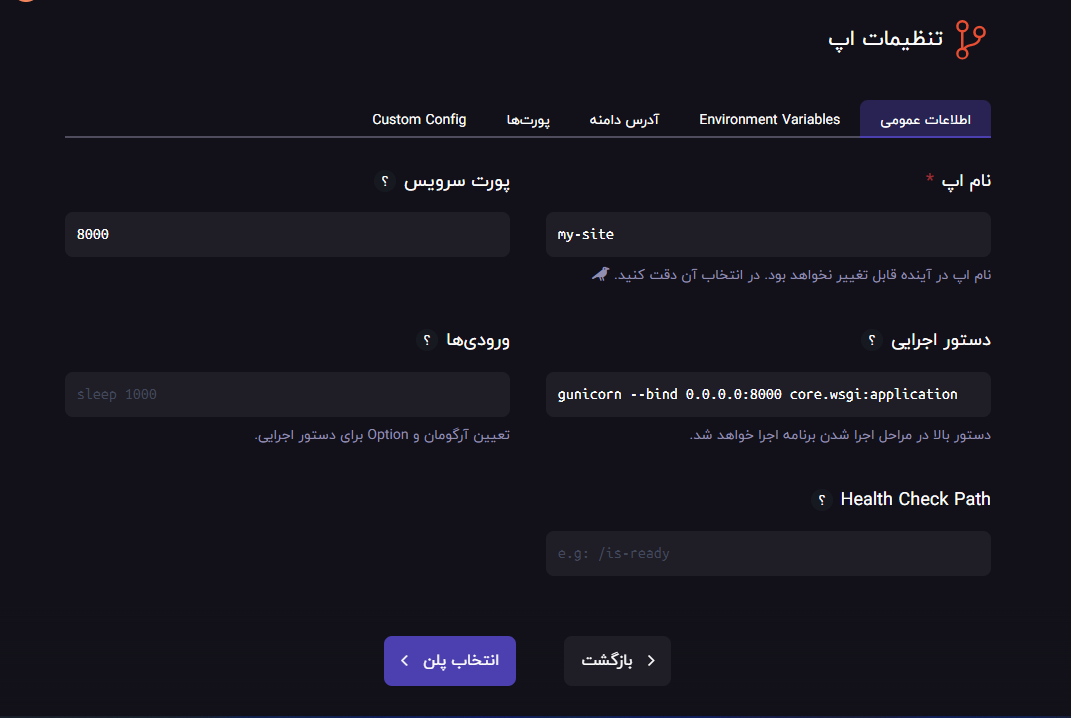 تنظیمات اپ
اطلاعات عمومی
Environment Variables
آدرس دامنه
پورت‌ها
Custom Config
نام اپ *
my-site
نام اپ در آینده قابل تغییر نخواهد بود. در انتخاب آن دقت کنید.
پورت سرویس ؟
8000
دستور اجرایی ؟
gunicorn --bind 0.0.0.0:8000 core.wsgi:application
دستور بالا در مراحل اجرا شدن برنامه اجرا خواهد شد.
ورودی‌ها ؟
sleep 1000
تعیین آرگومان و Option برای دستور اجرایی.
Health Check Path ؟
e.g: /is-ready
بازگشت
انتخاب پلن